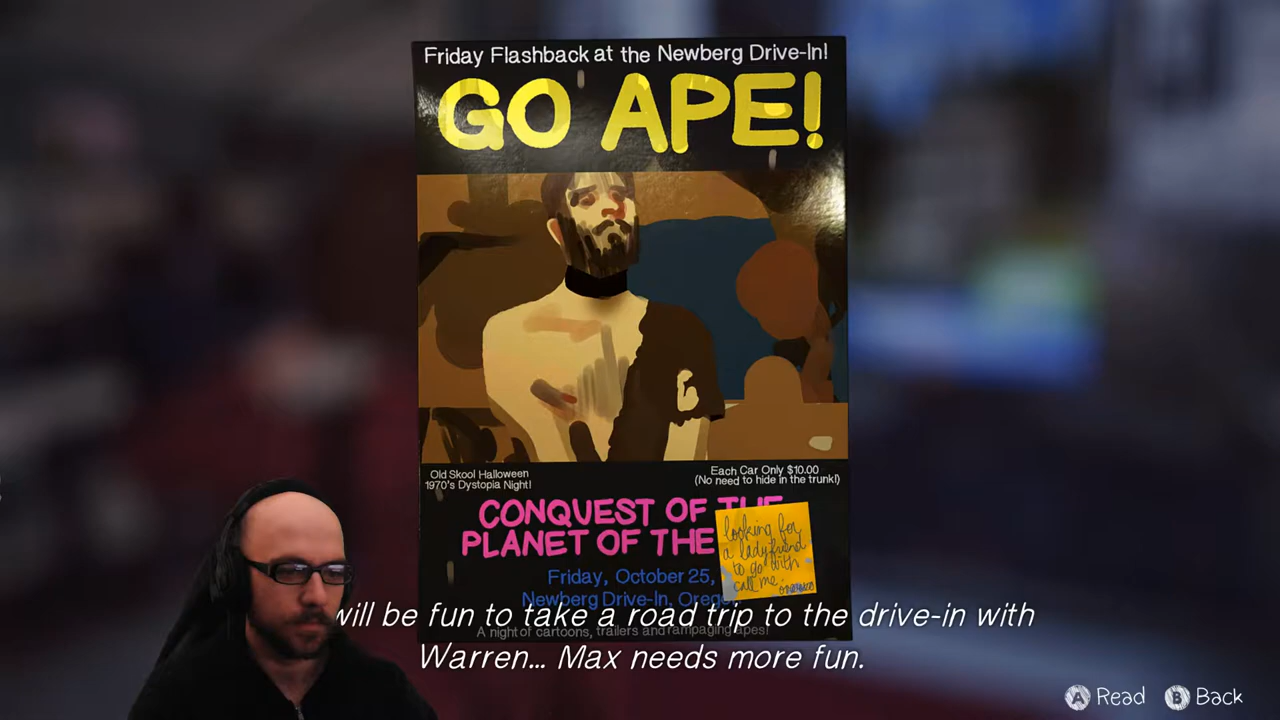 Friday Flashback at the Newberg Drive-In!
GO APE!
Old Skool Halloween
1970's Dystopia Night!
Each Car Only $10.00
(No need to hide in the trunk!)
CONQUEST OF THE
PLANET OF THE
looking for
a ladyfriend
to go with
call me.
Friday, October 25,
Newberg Drive-In, Oreg
A night of cartoons, trailers and rampaging apes!
will be fun to take a road trip to the drive-in with
Warren... Max needs more fun.
A Read B Back